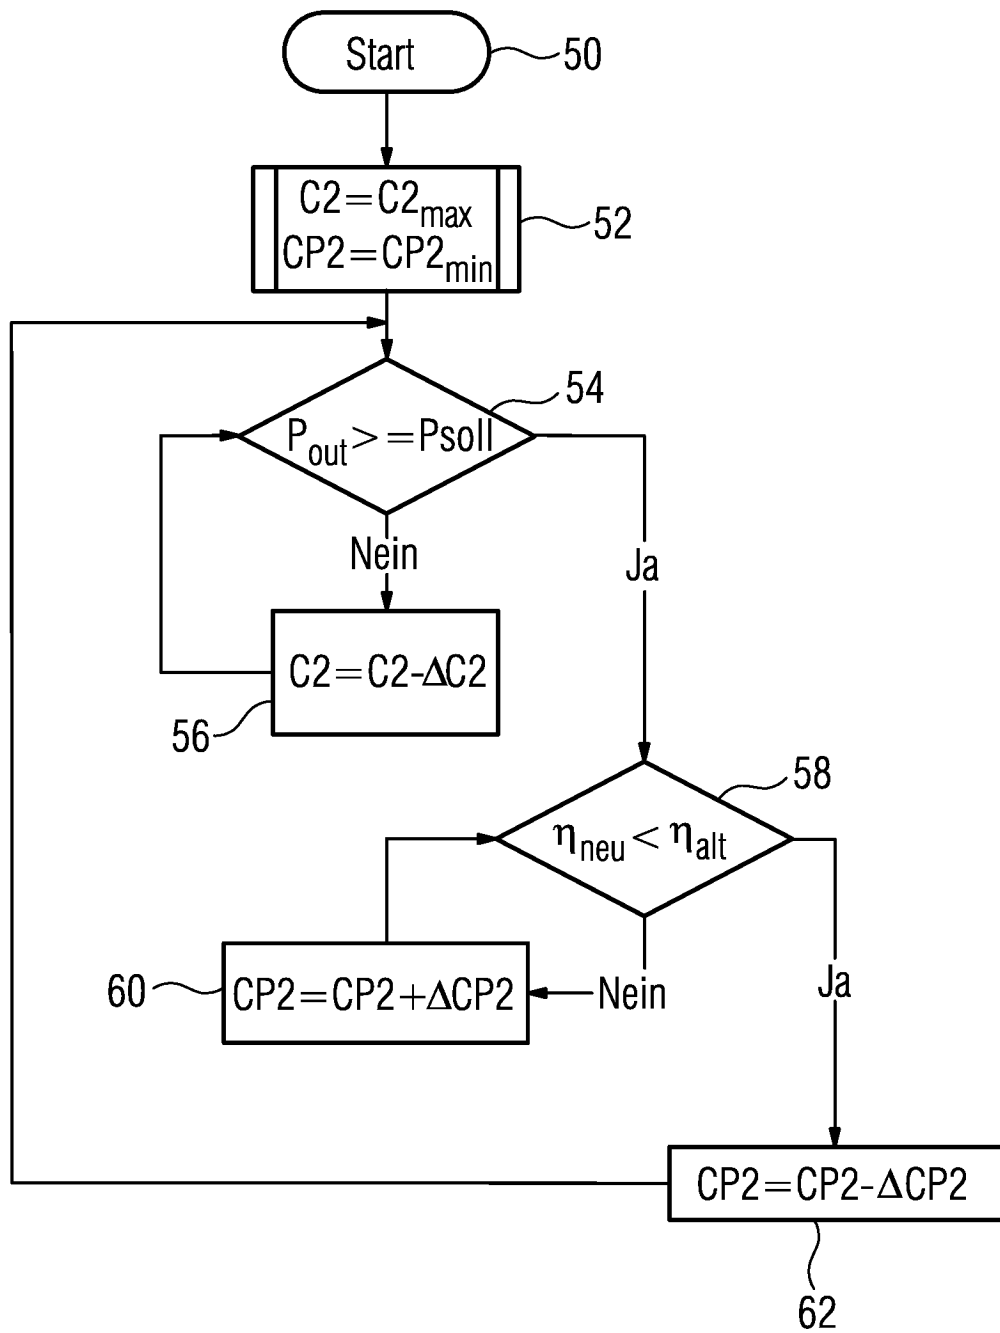 Start
50
C2=C2max
CP2=CP2min
52
54
Pout>=Psoll
Nein
Ja
C2=C2-ΔC2
56
58
ηneu<ηalt
60
CP2=CP2+ΔCP2
Nein
Ja
CP2=CP2-ΔCP2
62